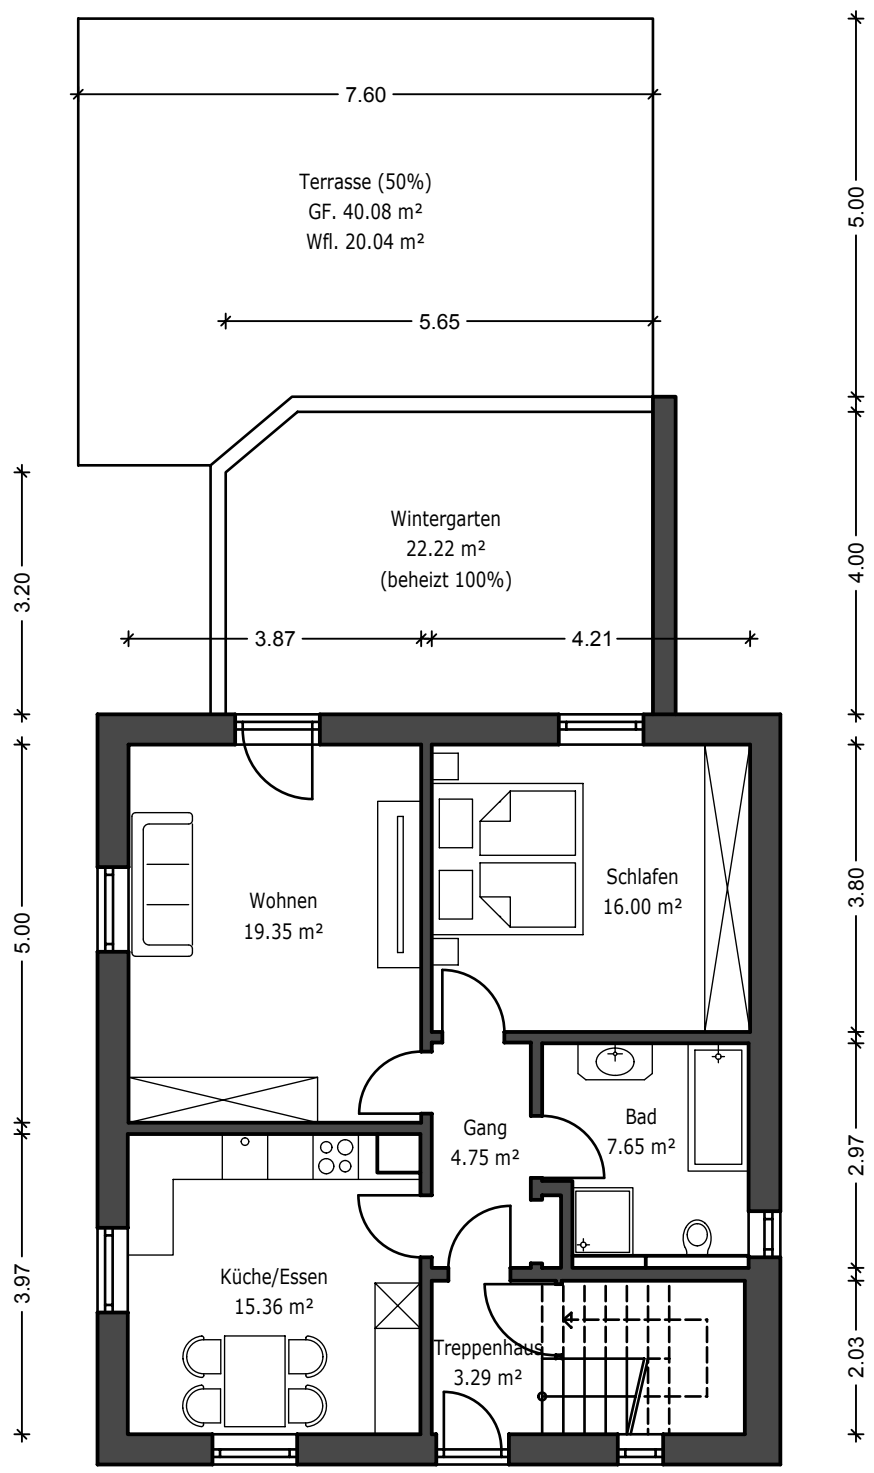 7.60
5.00
Terrasse (50%)
GF. 40.08 m²
Wfl. 20.04 m²
5.65
Wintergarten
22.22 m²
(beheizt 100%)
4.00
3.20
3.87
4.21
Wohnen
19.35 m²
Schlafen
16.00 m²
5.00
3.80
Gang
4.75 m²
Bad
7.65 m²
2.97
Küche/Essen
15.36 m²
3.97
Treppenhaus
3.29 m²
2.03